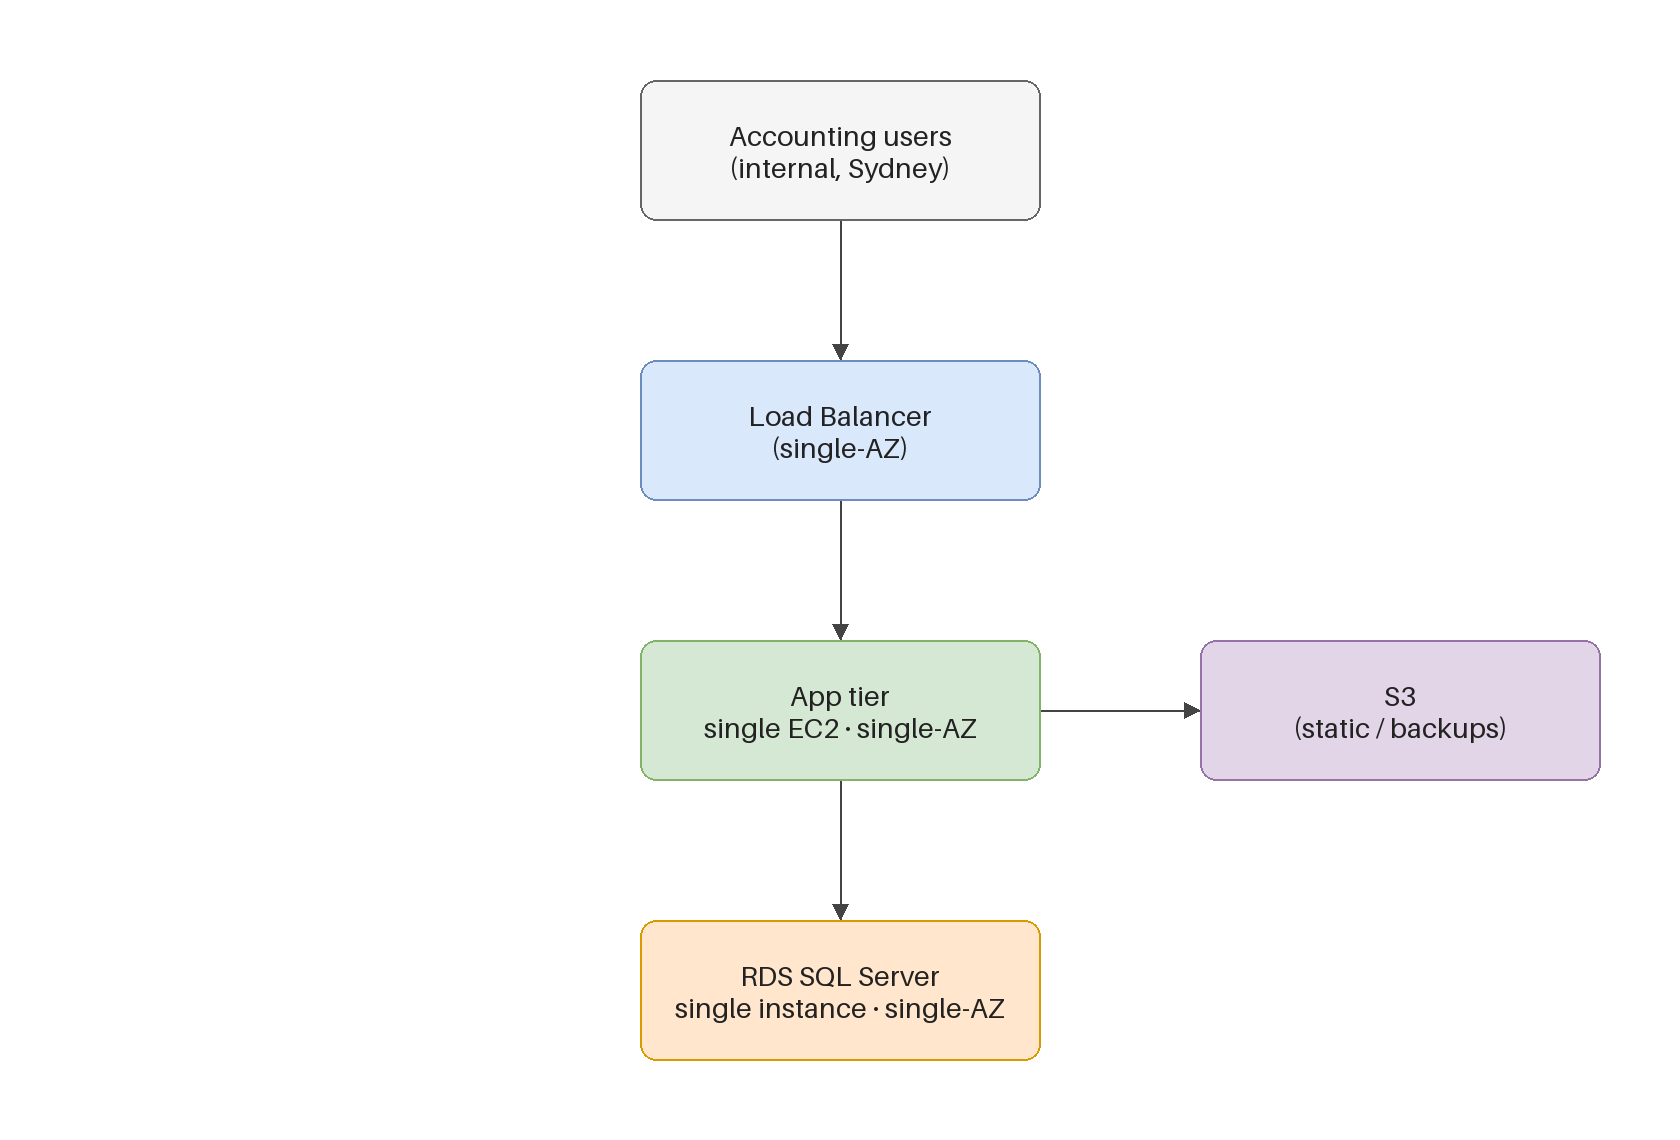 Accounting users
(internal, Sydney)
Load Balancer
(single-AZ)
App tier
single EC2 · single-AZ
S3
(static / backups)
RDS SQL Server
single instance · single-AZ